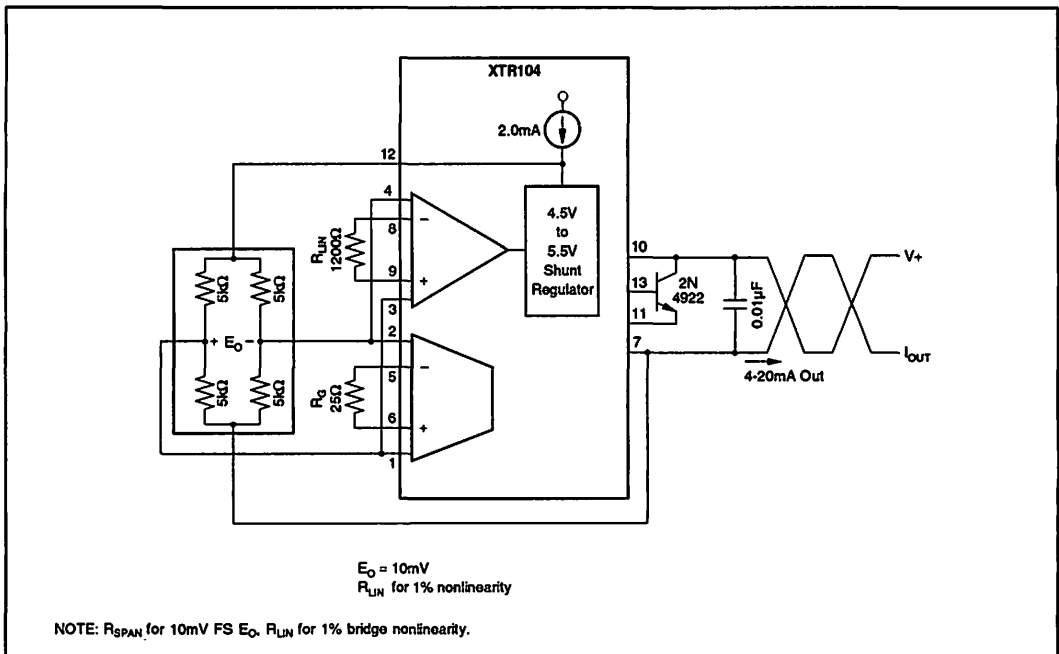 XTR104
2.0mA
12
4
8
R_LIN
1200Ω
9
3
4.5V
to
5.5V
Shunt
Regulator
10
13
2N
4922
11
7
0.01µF
V+
I_OUT
4-20mA Out
5kΩ
5kΩ
+ E_O −
5kΩ
5kΩ
2
5
R_G
25Ω
6
1
−
+
−
+
E_O = 10mV
R_LIN for 1% nonlinearity
NOTE: R_SPAN for 10mV FS E_O. R_LIN for 1% bridge nonlinearity.